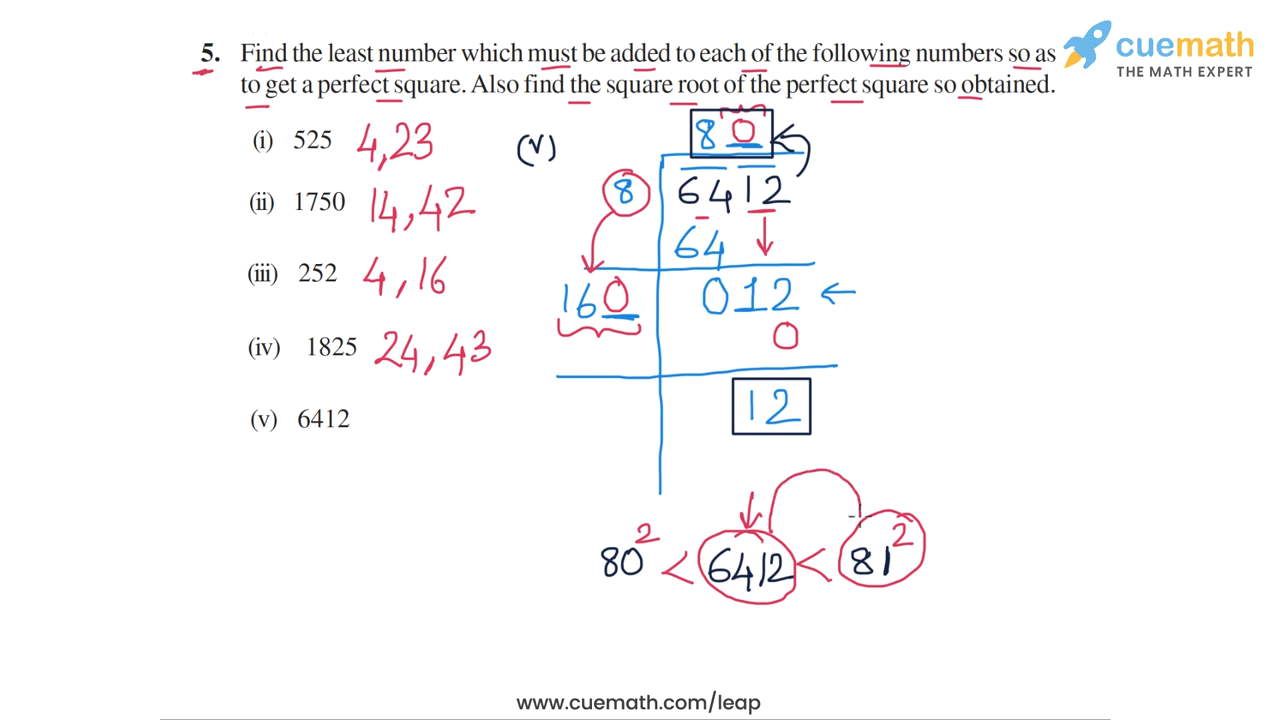 5. Find the least number which must be added to each of the following numbers so as
to get a perfect square. Also find the square root of the perfect square so obtained.
cuemath
THE MATH EXPERT
(i) 525 4,23
(ii) 1750 14,42
(iii) 252 4,16
(iv) 1825 24,43
(v) 6412
(V)
80
8 6412
64
160 012
0
12
80² < 6412 < 81²
www.cuemath.com/leap